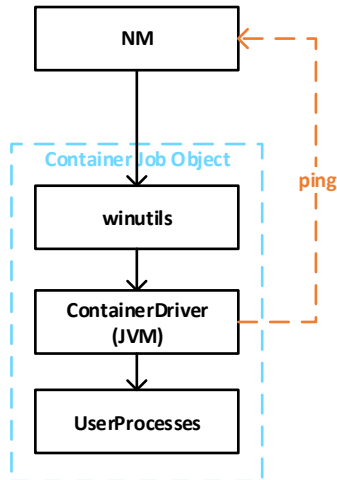 NM
Container Job Object
ping
winutils
ContainerDriver
(JVM)
UserProcesses